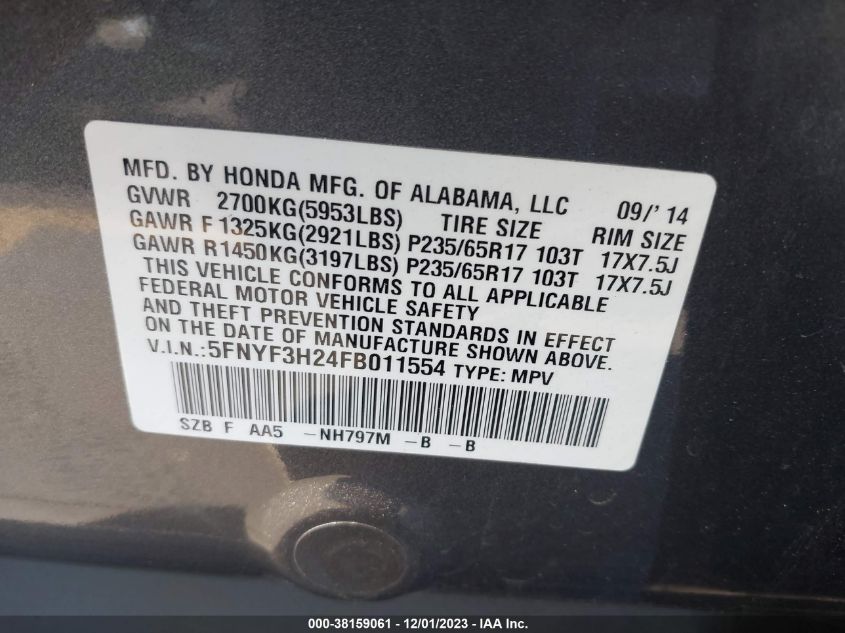 MFD. BY HONDA MFG. OF ALABAMA, LLC 09/' 14
GVWR 2700KG(5953LBS) TIRE SIZE RIM SIZE
GAWR F 1325KG(2921LBS) P235/65R17 103T 17X7.5J
GAWR R1450KG(3197LBS) P235/65R17 103T 17X7.5J
THIS VEHICLE CONFORMS TO ALL APPLICABLE
FEDERAL MOTOR VEHICLE SAFETY
AND THEFT PREVENTION STANDARDS IN EFFECT
ON THE DATE OF MANUFACTURE SHOWN ABOVE.
V.I.N.:5FNYF3H24FB011554 TYPE: MPV
SZB F AA5 -NH797M -B -B
000-38159061 - 12/01/2023 - IAA Inc.